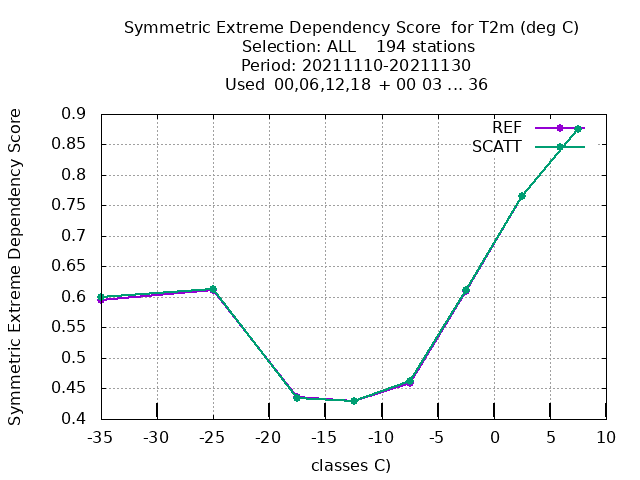 Symmetric Extreme Dependency Score for T2m (deg C)
Selection: ALL 194 stations
Period: 20211110-20211130
Used 00,06,12,18 + 00 03 ... 36
Symmetric Extreme Dependency Score
0.9
0.85
0.8
0.75
0.7
0.65
0.6
0.55
0.5
0.45
0.4
REF
SCATT
-35 -30 -25 -20 -15 -10 -5 0 5 10
classes C)